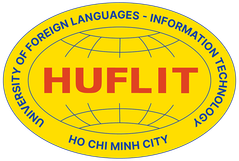 UNIVERSITY OF FOREIGN LANGUAGES - INFORMATION TECHNOLOGY
HUFLIT
HO CHI MINH CITY